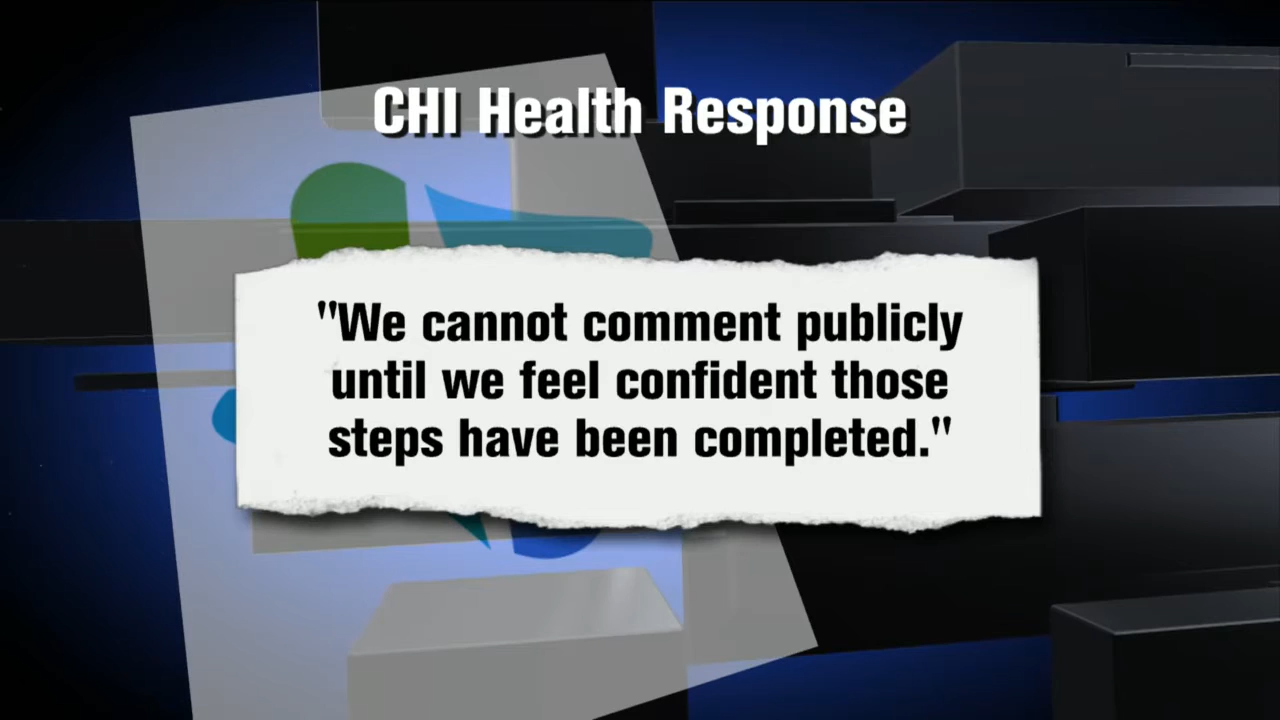 CHI Health Response
"We cannot comment publicly
until we feel confident those
steps have been completed."